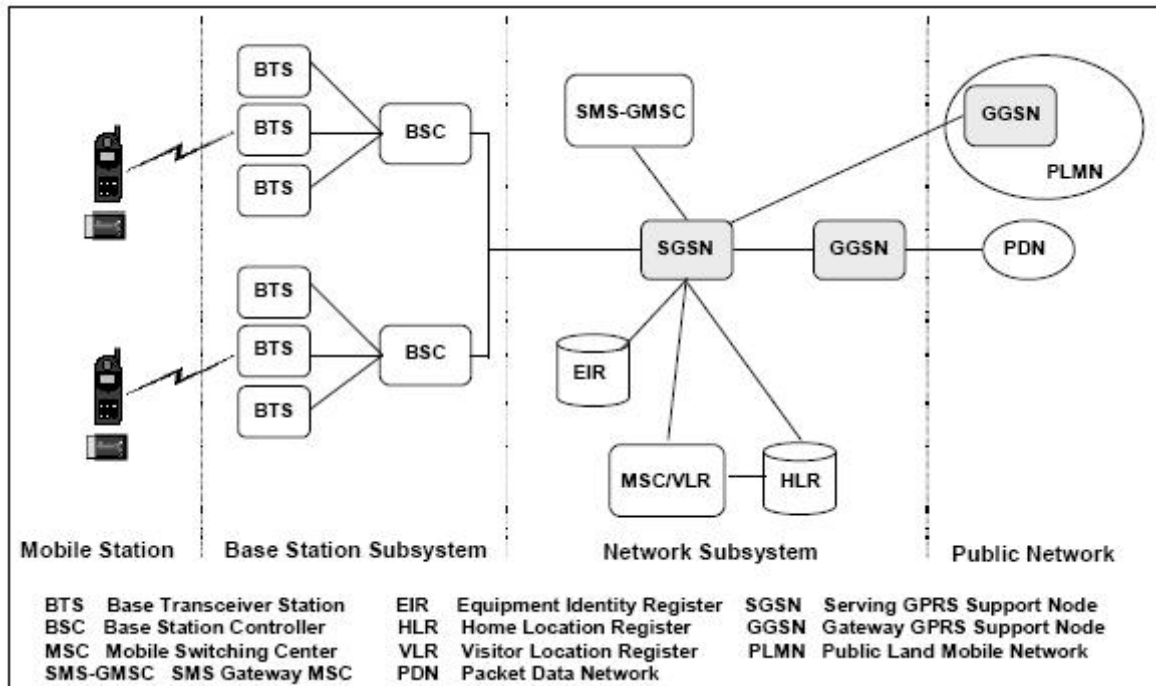 BTS
BTS
BTS
BSC
SMS-GMSC
GGSN
PLMN
SGSN
GGSN
PDN
BTS
BTS
BTS
BSC
EIR
MSC/VLR
HLR
Mobile Station
Base Station Subsystem
Network Subsystem
Public Network
BTS Base Transceiver Station EIR Equipment Identity Register SGSN Serving GPRS Support Node
BSC Base Station Controller HLR Home Location Register GGSN Gateway GPRS Support Node
MSC Mobile Switching Center VLR Visitor Location Register PLMN Public Land Mobile Network
SMS-GMSC SMS Gateway MSC PDN Packet Data Network